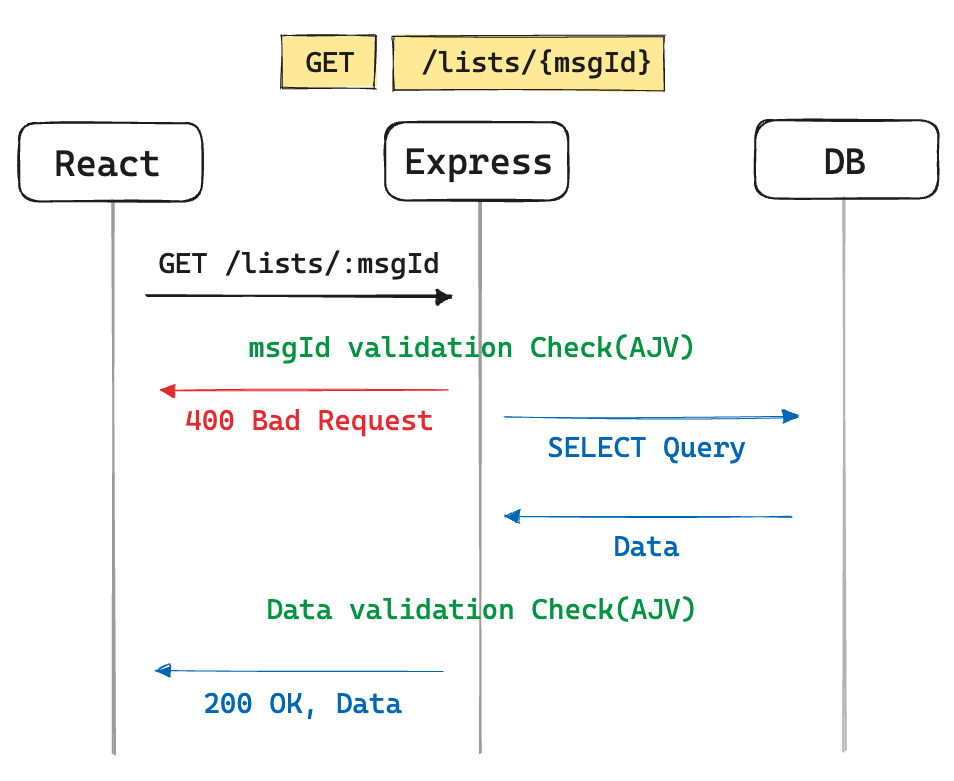 GET /lists/{msgId}
React Express DB
GET /lists/:msgId
msgId validation Check(AJV)
400 Bad Request
SELECT Query
Data
Data validation Check(AJV)
200 OK, Data